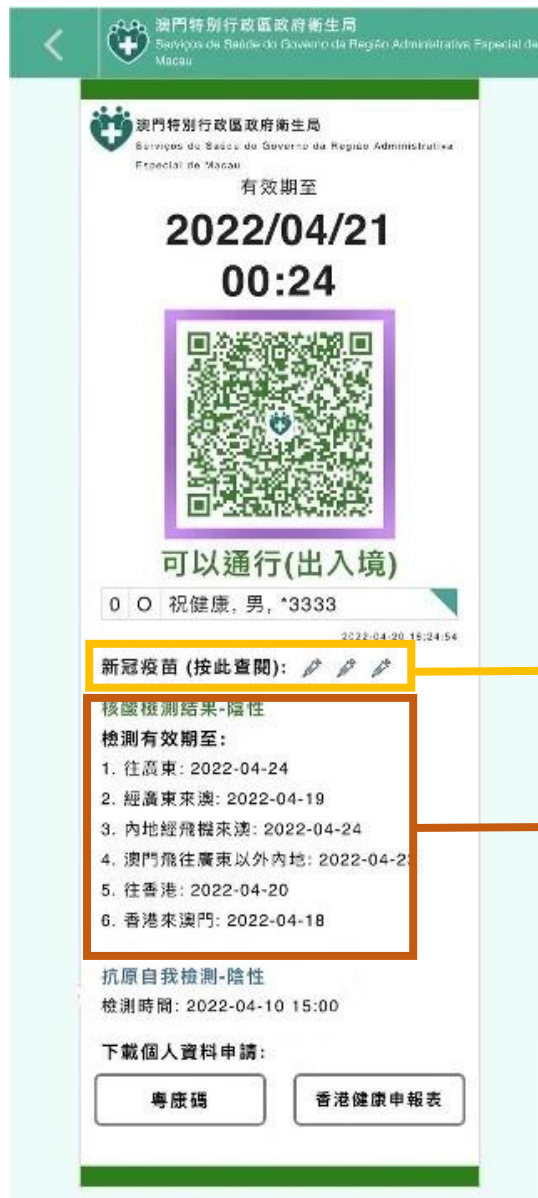 澳門特別行政區政府衛生局
Serviços de Saúde do Governo da Região Administrativa Especial de
Macau
澳門特別行政區政府衛生局
Serviços de Saúde do Governo da Região Administrativa
Especial de Macau
有效期至
2022/04/21
00:24
可以通行(出入境)
0 O 祝健康, 男, *3333
2022-04-20 16:24:54
新冠疫苗 (按此查閱):
核酸檢測結果-陰性
檢測有效期至:
1. 往廣東: 2022-04-24
2. 經廣東來澳: 2022-04-19
3. 內地經飛機來澳: 2022-04-24
4. 澳門飛往廣東以外內地: 2022-04-2
5. 往香港: 2022-04-20
6. 香港來澳門: 2022-04-18
抗原自我檢測-陰性
檢測時間: 2022-04-10 15:00
下載個人資料申請:
粵康碼
香港健康申報表